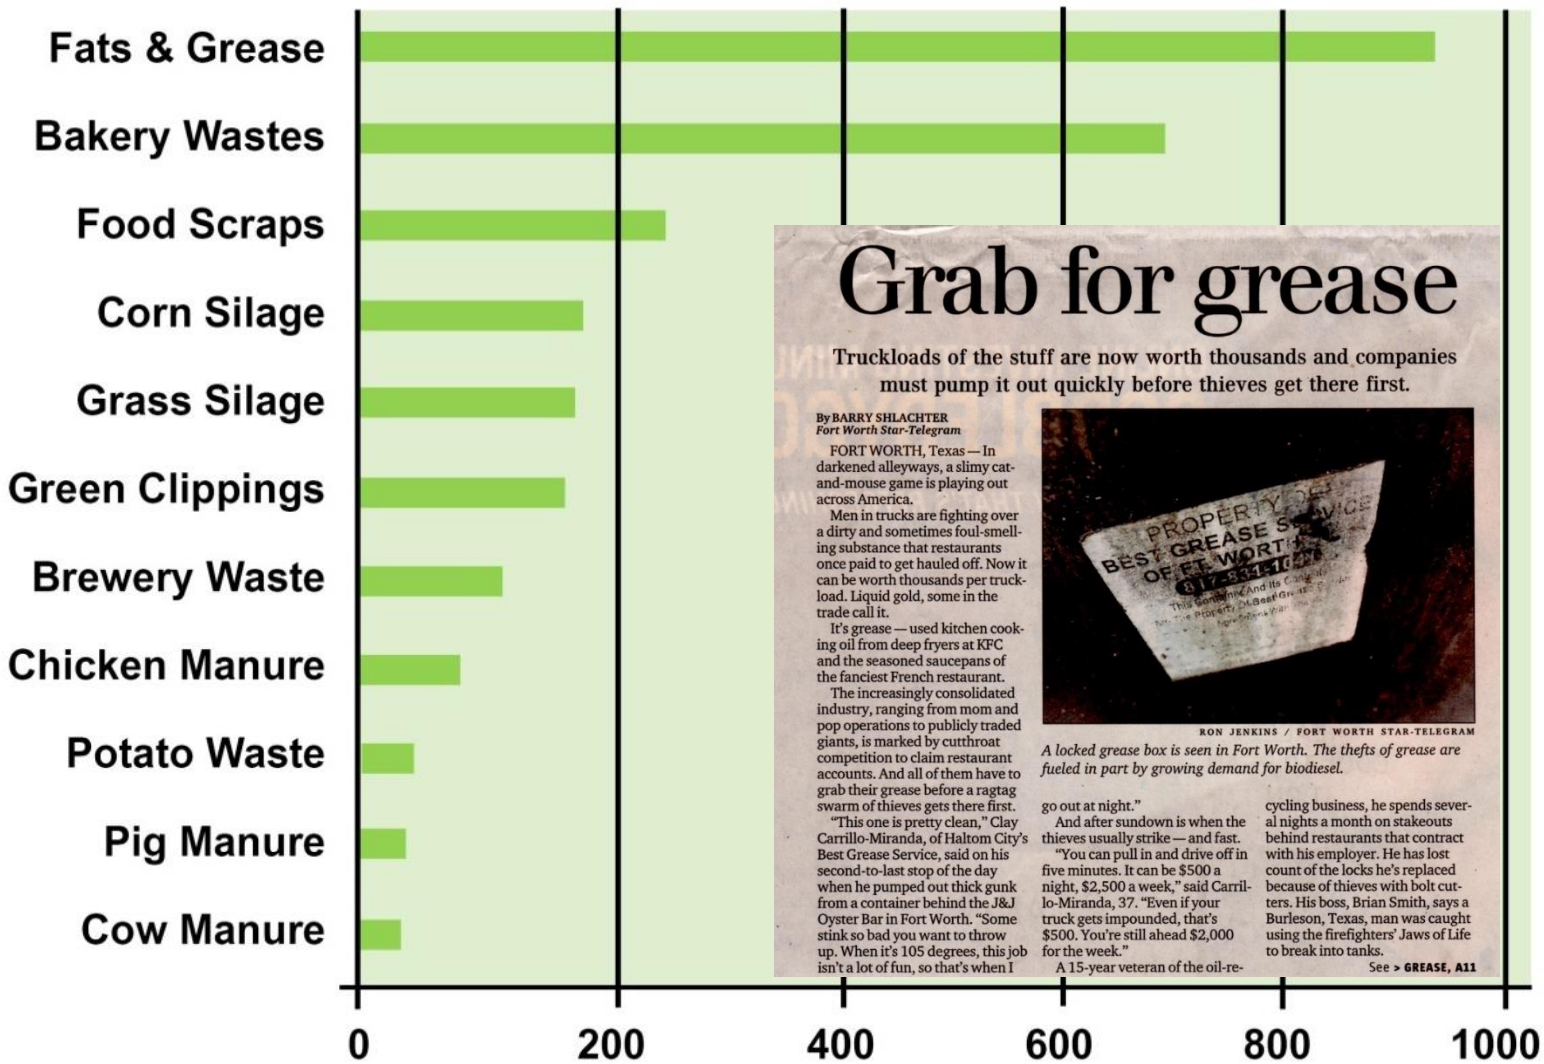 Fats & Grease
Bakery Wastes
Food Scraps
Corn Silage
Grass Silage
Green Clippings
Brewery Waste
Chicken Manure
Potato Waste
Pig Manure
Cow Manure
0 200 400 600 800 1000
Grab for grease
Truckloads of the stuff are now worth thousands and companies
must pump it out quickly before thieves get there first.
By BARRY SHLACHTER
Fort Worth Star-Telegram
FORT WORTH, Texas — In
darkened alleyways, a slimy cat-
and-mouse game is playing out
across America.
Men in trucks are fighting over
a dirty and sometimes foul-smell-
ing substance that restaurants
once paid to get hauled off. Now it
can be worth thousands per truck-
load. Liquid gold, some in the
trade call it.
It's grease — used kitchen cook-
ing oil from deep fryers at KFC
and the seasoned saucepans of
the fanciest French restaurant.
The increasingly consolidated
industry, ranging from mom and
pop operations to publicly traded
giants, is marked by cutthroat
competition to claim restaurant
accounts. And all of them have to
grab their grease before a ragtag
swarm of thieves gets there first.
"This one is pretty clean," Clay
Carrillo-Miranda, of Haltom City's
Best Grease Service, said on his
second-to-last stop of the day
when he pumped out thick gunk
from a container behind the J&J
Oyster Bar in Fort Worth. "Some
stink so bad you want to throw
up. When it's 105 degrees, this job
isn't a lot of fun, so that's when I
PROPERTY OF
BEST GREASE SERVICE
OF FT. WORTH
RON JENKINS / FORT WORTH STAR-TELEGRAM
A locked grease box is seen in Fort Worth. The thefts of grease are
fueled in part by growing demand for biodiesel.
go out at night."
And after sundown is when the
thieves usually strike — and fast.
"You can pull in and drive off in
five minutes. It can be $500 a
night, $2,500 a week," said Carril-
lo-Miranda, 37. "Even if your
truck gets impounded, that's
$500. You're still ahead $2,000
for the week."
A 15-year veteran of the oil-re-
cycling business, he spends sever-
al nights a month on stakeouts
behind restaurants that contract
with his employer. He has lost
count of the locks he's replaced
because of thieves with bolt cut-
ters. His boss, Brian Smith, says a
Burleson, Texas, man was caught
using the firefighters' Jaws of Life
to break into tanks.
See > GREASE, A11